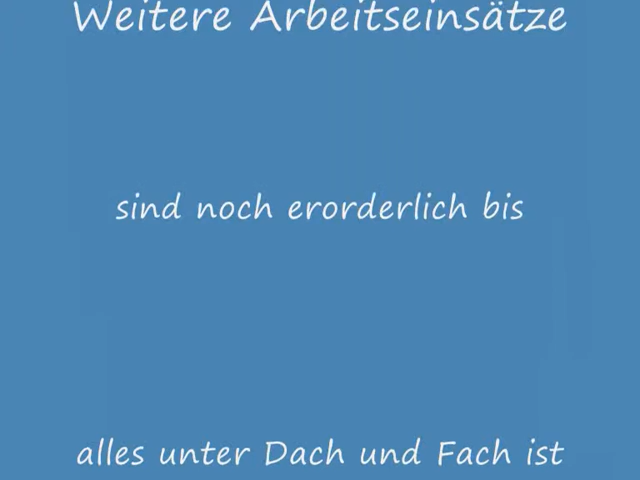 Weitere Arbeitseinsätze
sind noch erorderlich bis
alles unter Dach und Fach ist